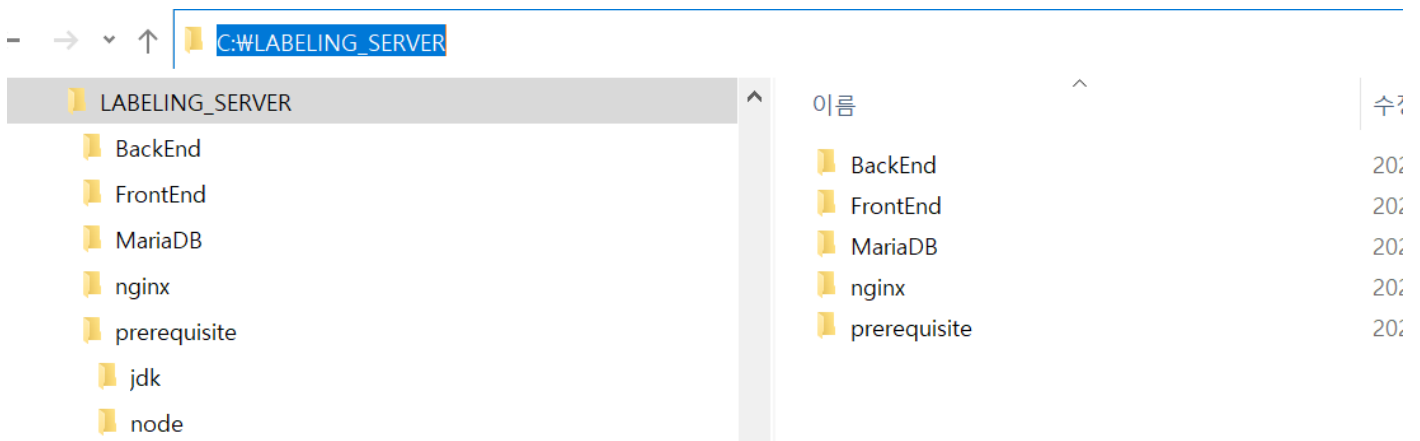 C:₩LABELING_SERVER
LABELING_SERVER
BackEnd
FrontEnd
MariaDB
nginx
prerequisite
jdk
node
이름
BackEnd
FrontEnd
MariaDB
nginx
prerequisite